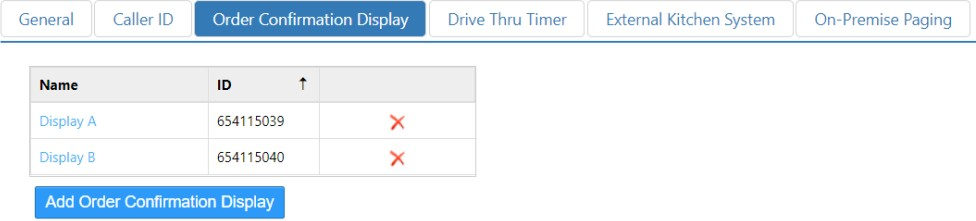 General Caller ID Order Confirmation Display Drive Thru Timer External Kitchen System On-Premise Paging
Name ID ↑
Display A 654115039
Display B 654115040
Add Order Confirmation Display